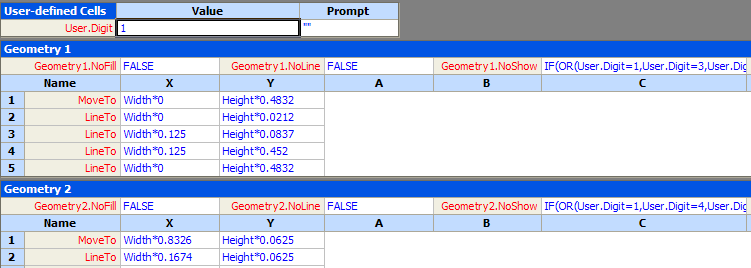 User-defined Cells Value Prompt
User.Digit 1 ""
Geometry 1
Geometry1.NoFill FALSE Geometry1.NoLine FALSE Geometry1.NoShow IF(OR(User.Digit=1,User.Digit=3,User.Dig
Name X Y A B C
1 MoveTo Width*0 Height*0.4832
2 LineTo Width*0 Height*0.0212
3 LineTo Width*0.125 Height*0.0837
4 LineTo Width*0.125 Height*0.452
5 LineTo Width*0 Height*0.4832
Geometry 2
Geometry2.NoFill FALSE Geometry2.NoLine FALSE Geometry2.NoShow IF(OR(User.Digit=1,User.Digit=4,User.Dig
Name X Y A B C
1 MoveTo Width*0.8326 Height*0.0625
2 LineTo Width*0.1674 Height*0.0625